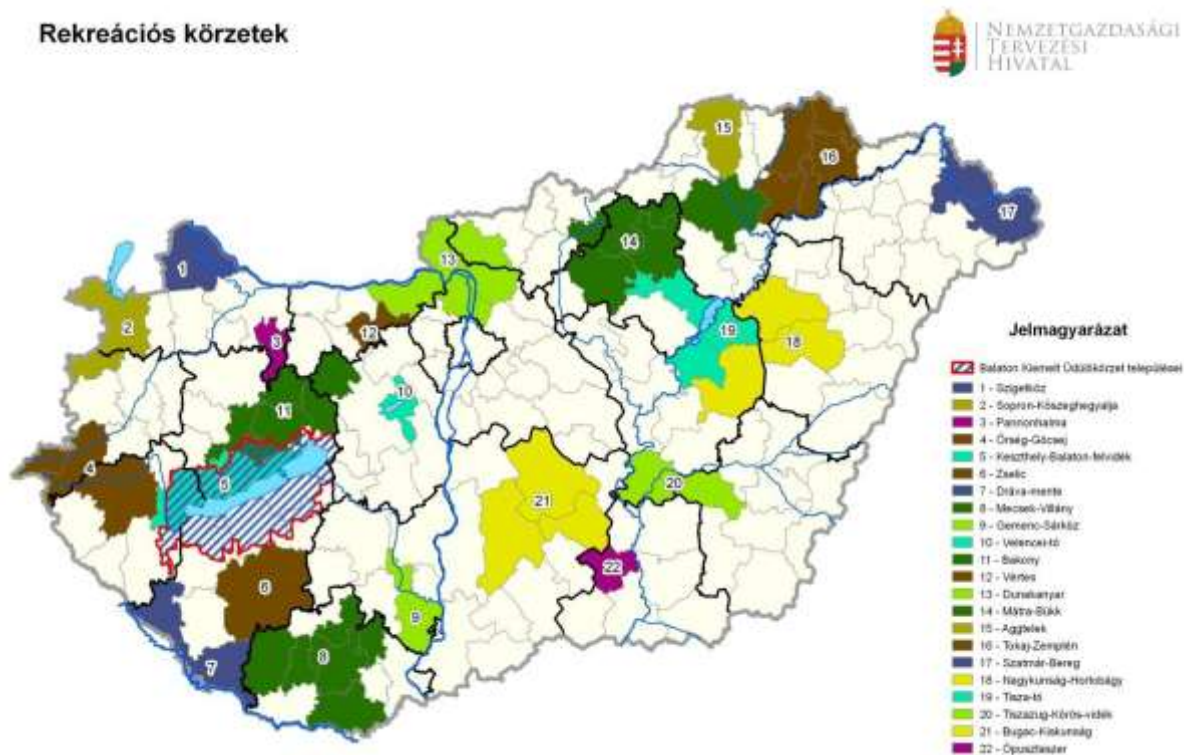 Rekreációs körzetek
NEMZETGAZDASÁGI
TERVEZÉSI
HIVATAL
15
16
17
14
13
1
2
3
12
19
18
10
11
4
5
20
21
22
6
9
8
7
Jelmagyarázat
Balaton Kiemelt Üdülőkörzet települései
1 - Szigetköz
2 - Sopron-Kőszeghegyalja
3 - Pannonhalma
4 - Őrség-Göcsej
5 - Keszthely-Balaton-felvidék
6 - Zselic
7 - Dráva-mente
8 - Mecsek-Villány
9 - Gemenc-Sárköz
10 - Velencei-tó
11 - Bakony
12 - Vértes
13 - Dunakanyar
14 - Mátra-Bükk
15 - Aggtelek
16 - Tokaj-Zemplén
17 - Szatmár-Bereg
18 - Nagykunság-Hortobágy
19 - Tisza-tó
20 - Tiszazug-Körös-vidék
21 - Bugac-Kiskunság
22 - Ópusztaszer